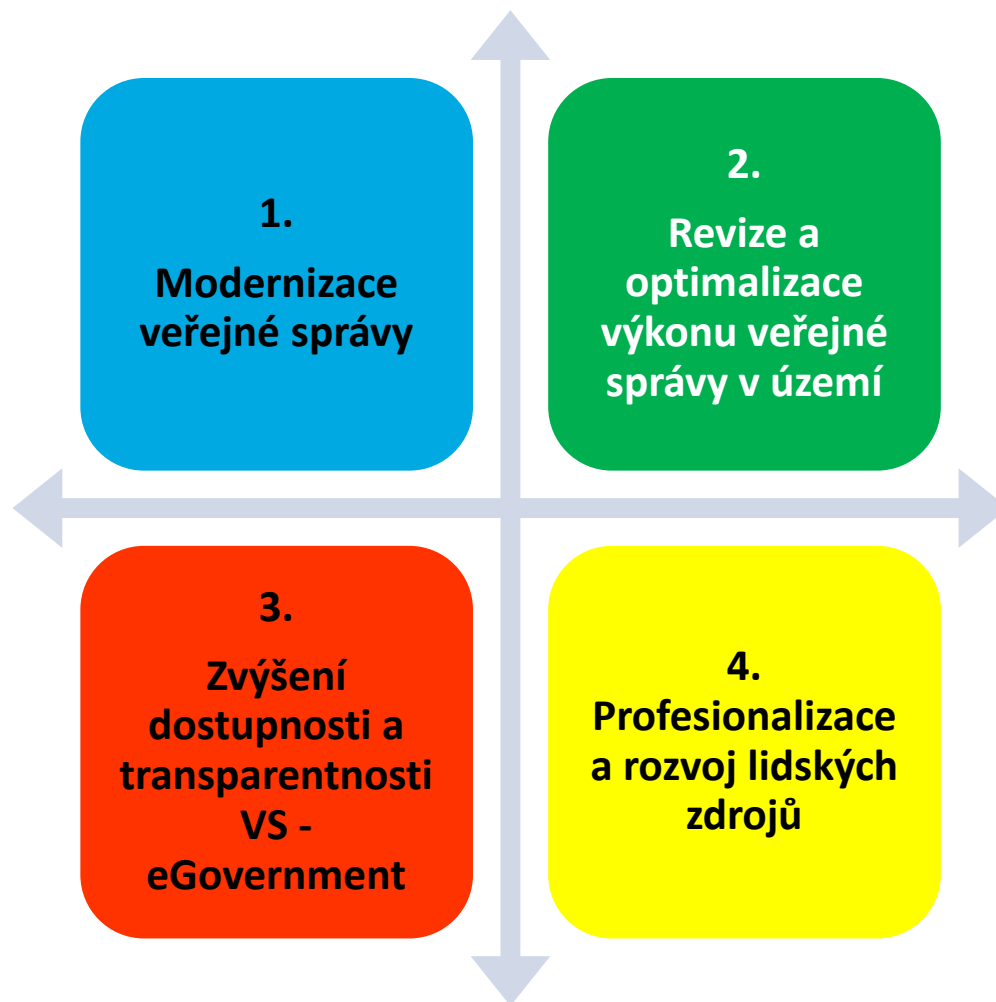 1.
Modernizace
veřejné správy
2.
Revize a
optimalizace
výkonu veřejné
správy v území
3.
Zvýšení
dostupnosti a
transparentnosti
VS -
eGovernment
4.
Profesionalizace
a rozvoj lidských
zdrojů